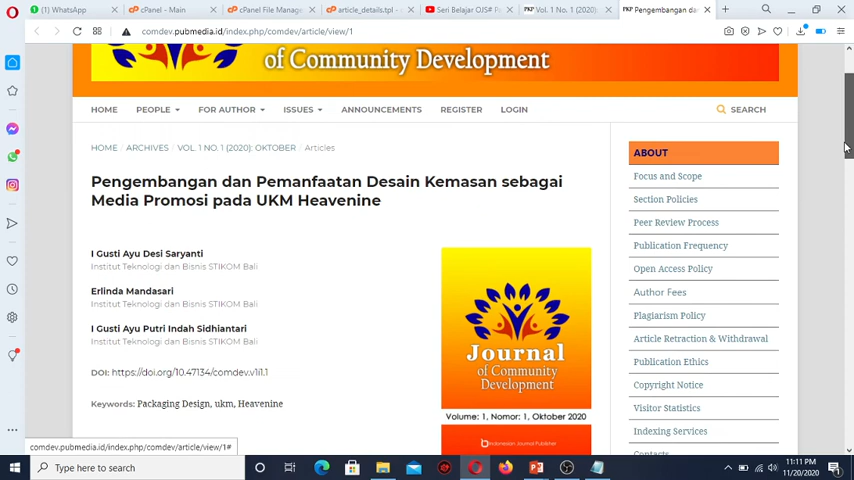 (1) WhatsApp
cPanel - Main
cPanel File Manage
article_details.tpl -
Seri Belajar OJS# P
PKP Vol. 1 No. 1 (2020):
PKP Pengembangan da
comdev.pubmedia.id/index.php/comdev/article/view/1
of Community Development
HOME PEOPLE FOR AUTHOR ISSUES ANNOUNCEMENTS REGISTER LOGIN SEARCH
HOME ARCHIVES VOL. 1 NO. 1 (2020): OKTOBER / Articles
Pengembangan dan Pemanfaatan Desain Kemasan sebagai
Media Promosi pada UKM Heavenine
I Gusti Ayu Desi Saryanti
Institut Teknologi dan Bisnis STIKOM Bali
Erlinda Mandasari
Institut Teknologi dan Bisnis STIKOM Bali
I Gusti Ayu Putri Indah Sidhiantari
Institut Teknologi dan Bisnis STIKOM Bali
DOI: https://doi.org/10.47134/comdev.v1i1.1
Keywords: Packaging Design, ukm, Heavenine
Journal
of Community
Development
Volume: 1, Nomor: 1, Oktober 2020
Indonesian Journal Publisher
ABOUT
Focus and Scope
Section Policies
Peer Review Process
Publication Frequency
Open Access Policy
Author Fees
Plagiarism Policy
Article Retraction & Withdrawal
Publication Ethics
Copyright Notice
Visitor Statistics
Indexing Services
Contacts
comdev.pubmedia.id/index.php/comdev/article/view/1#
Type here to search
11:11 PM
11/20/2020